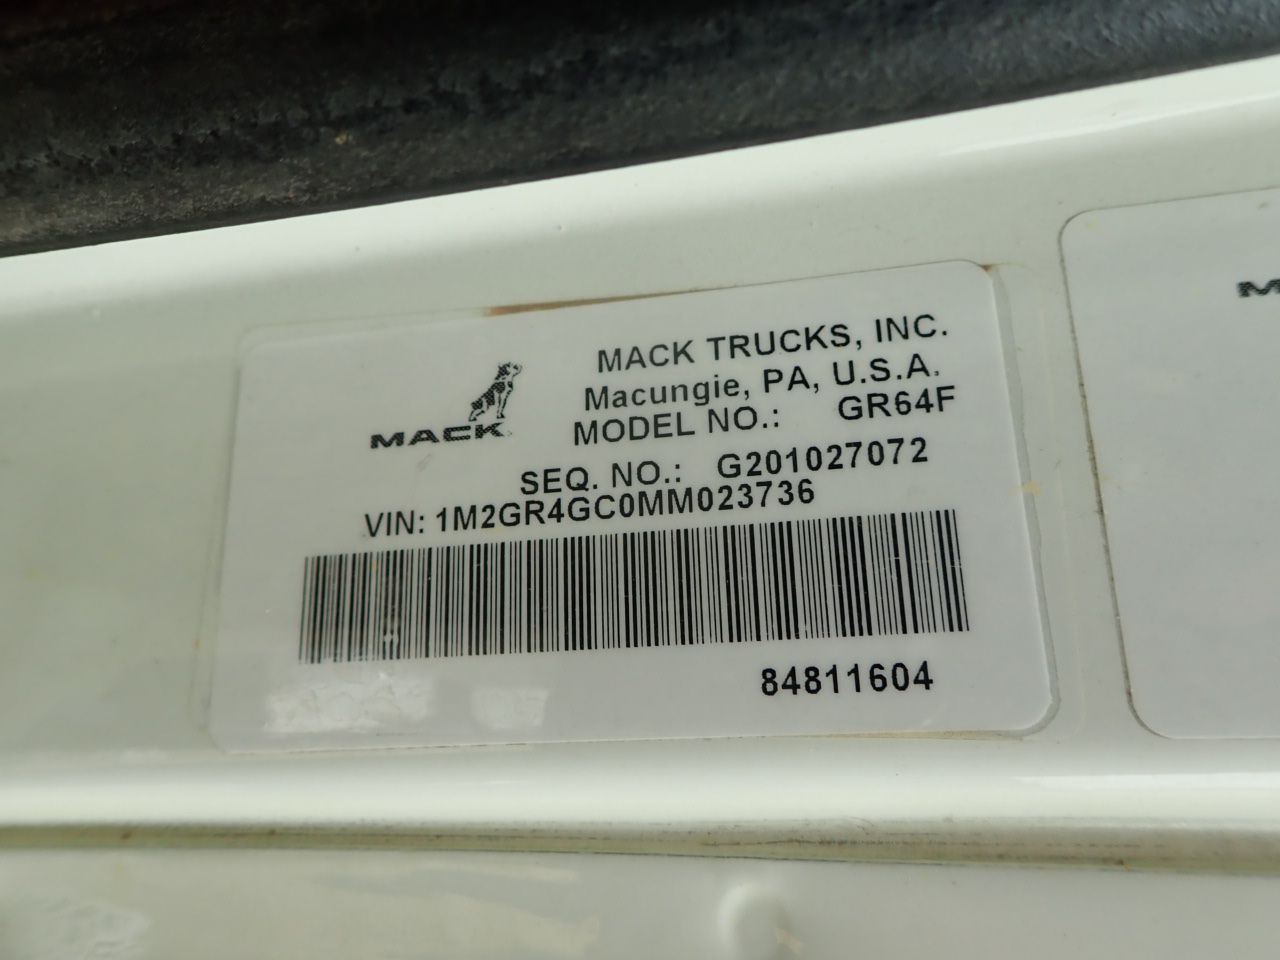 MACK
MACK TRUCKS, INC.
Macungie, PA, U.S.A.
MODEL NO.: GR64F
SEQ. NO.: G201027072
VIN: 1M2GR4GC0MM023736
84811604